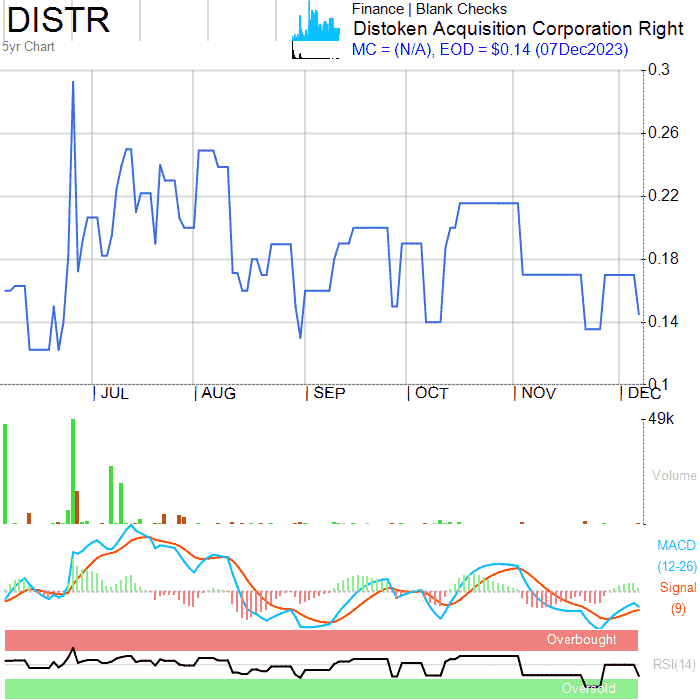 DISTR
5yr Chart
Finance | Blank Checks
Distoken Acquisition Corporation Right
MC = (N/A), EOD = $0.14 (07Dec2023)
0.3
0.26
0.22
0.18
0.14
0.1
JUL
AUG
SEP
OCT
NOV
DEC
49k
Volume
MACD
(12-26)
Signal
(9)
Overbought
RSI(14)
Oversold